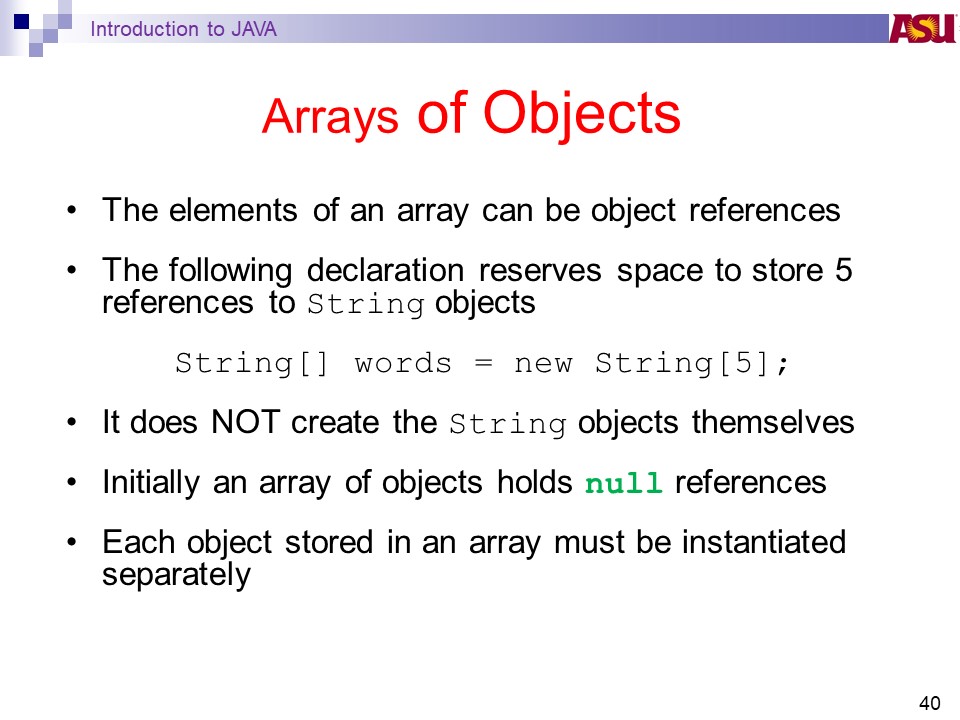 Introduction to JAVA
ASU
Arrays of Objects
• The elements of an array can be object references
• The following declaration reserves space to store 5
references to String objects
String[] words = new String[5];
• It does NOT create the String objects themselves
• Initially an array of objects holds null references
• Each object stored in an array must be instantiated
separately
40